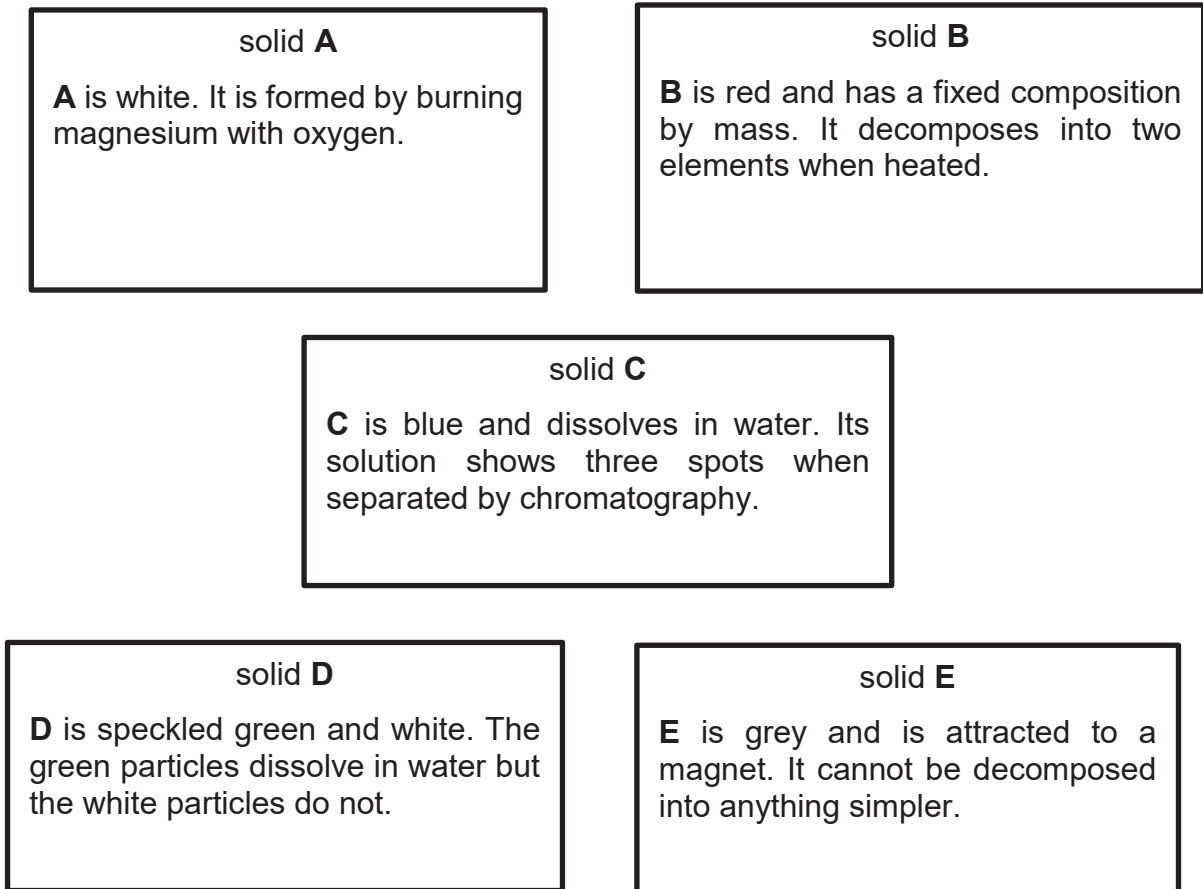 solid A
A is white. It is formed by burning
magnesium with oxygen.
solid B
B is red and has a fixed composition
by mass. It decomposes into two
elements when heated.
solid C
C is blue and dissolves in water. Its
solution shows three spots when
separated by chromatography.
solid D
D is speckled green and white. The
green particles dissolve in water but
the white particles do not.
solid E
E is grey and is attracted to a
magnet. It cannot be decomposed
into anything simpler.